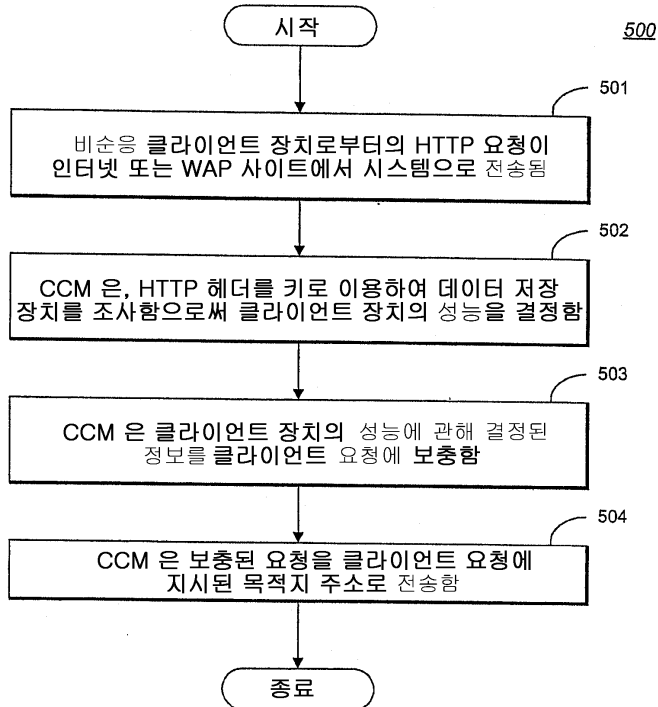 시작
500
501
비순응 클라이언트 장치로부터의 HTTP 요청이
인터넷 또는 WAP 사이트에서 시스템으로 전송됨
502
CCM 은, HTTP 헤더를 키로 이용하여 데이터 저장
장치를 조사함으로써 클라이언트 장치의 성능을 결정함
503
CCM 은 클라이언트 장치의 성능에 관해 결정된
정보를 클라이언트 요청에 보충함
504
CCM 은 보충된 요청을 클라이언트 요청에
지시된 목적지 주소로 전송함
종료